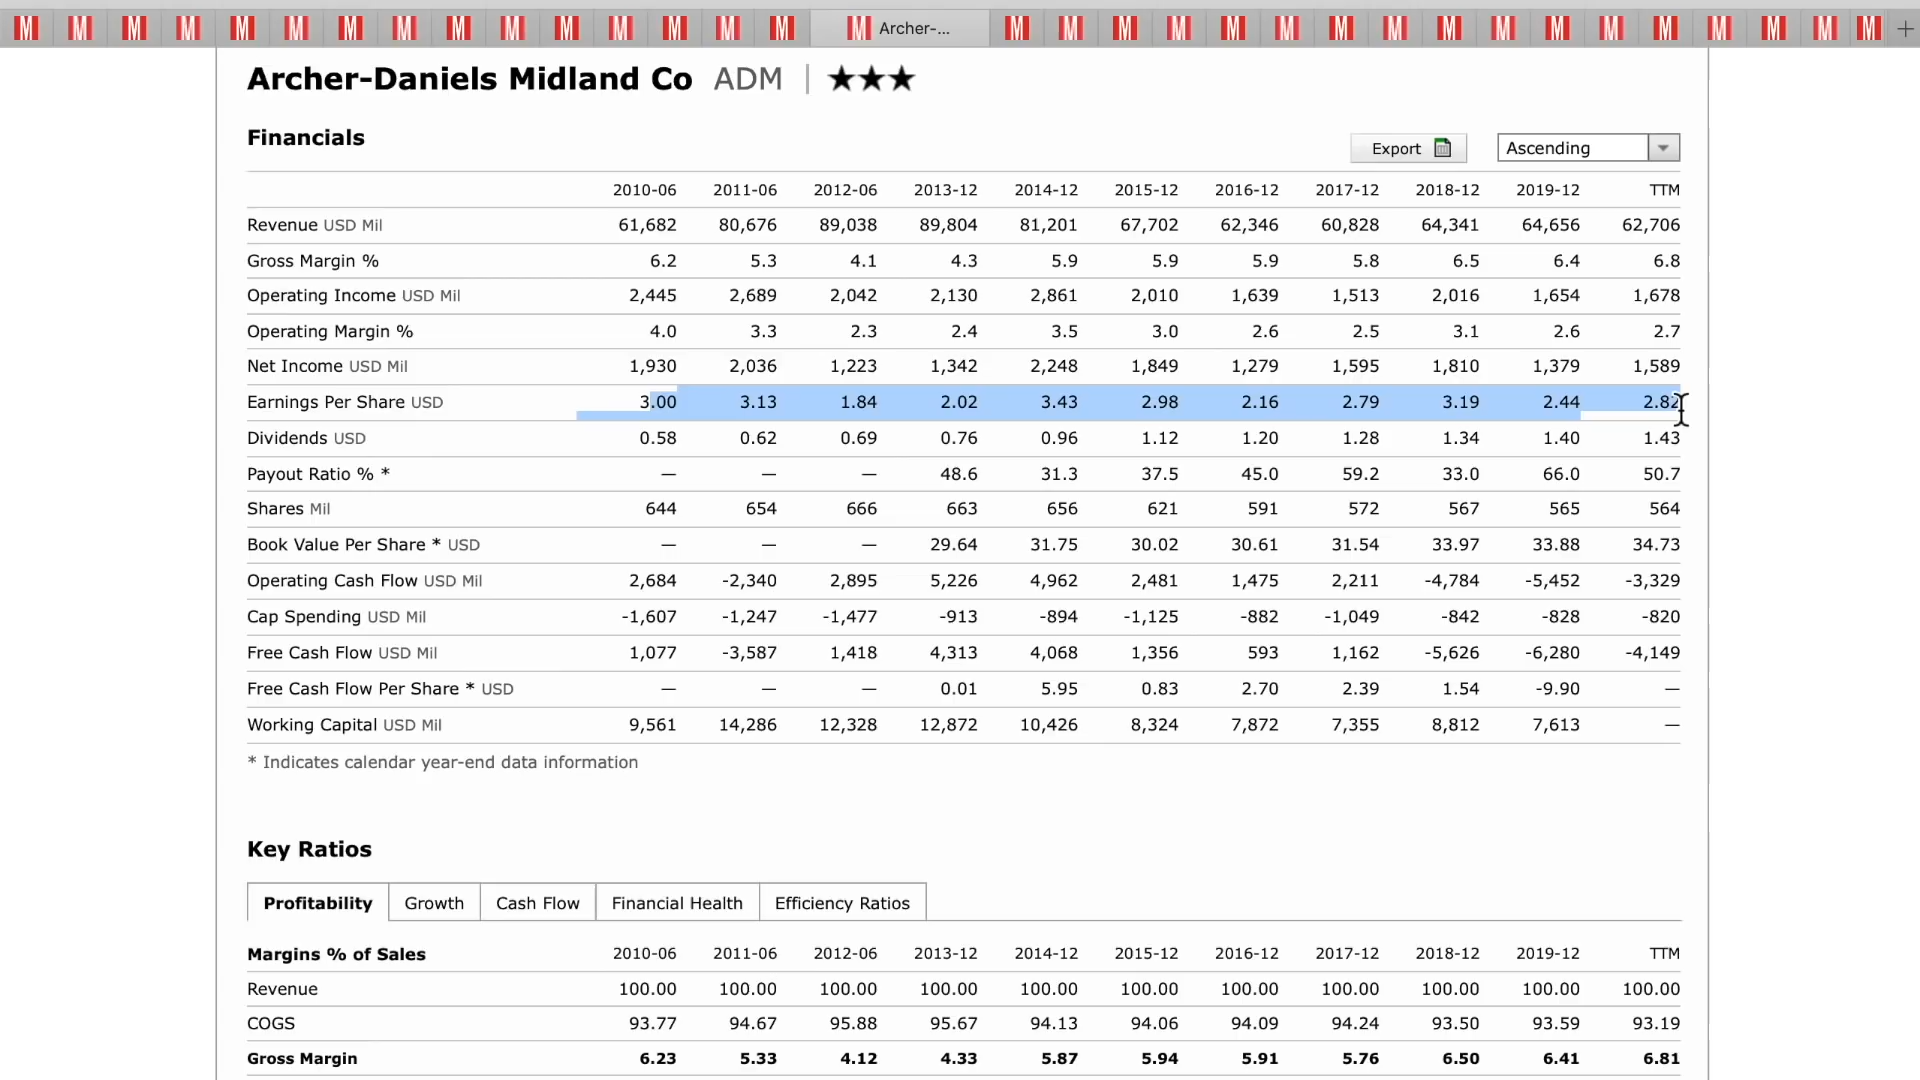 Archer-...
Archer-Daniels Midland Co ADM | ★★★
Financials
Export
Ascending
2010-06 2011-06 2012-06 2013-12 2014-12 2015-12 2016-12 2017-12 2018-12 2019-12 TTM
Revenue USD Mil 61,682 80,676 89,038 89,804 81,201 67,702 62,346 60,828 64,341 64,656 62,706
Gross Margin % 6.2 5.3 4.1 4.3 5.9 5.9 5.9 5.8 6.5 6.4 6.8
Operating Income USD Mil 2,445 2,689 2,042 2,130 2,861 2,010 1,639 1,513 2,016 1,654 1,678
Operating Margin % 4.0 3.3 2.3 2.4 3.5 3.0 2.6 2.5 3.1 2.6 2.7
Net Income USD Mil 1,930 2,036 1,223 1,342 2,248 1,849 1,279 1,595 1,810 1,379 1,589
Earnings Per Share USD 3.00 3.13 1.84 2.02 3.43 2.98 2.16 2.79 3.19 2.44 2.82
Dividends USD 0.58 0.62 0.69 0.76 0.96 1.12 1.20 1.28 1.34 1.40 1.43
Payout Ratio % * — — — 48.6 31.3 37.5 45.0 59.2 33.0 66.0 50.7
Shares Mil 644 654 666 663 656 621 591 572 567 565 564
Book Value Per Share * USD — — — 29.64 31.75 30.02 30.61 31.54 33.97 33.88 34.73
Operating Cash Flow USD Mil 2,684 -2,340 2,895 5,226 4,962 2,481 1,475 2,211 -4,784 -5,452 -3,329
Cap Spending USD Mil -1,607 -1,247 -1,477 -913 -894 -1,125 -882 -1,049 -842 -828 -820
Free Cash Flow USD Mil 1,077 -3,587 1,418 4,313 4,068 1,356 593 1,162 -5,626 -6,280 -4,149
Free Cash Flow Per Share * USD — — — 0.01 5.95 0.83 2.70 2.39 1.54 -9.90 —
Working Capital USD Mil 9,561 14,286 12,328 12,872 10,426 8,324 7,872 7,355 8,812 7,613 —
* Indicates calendar year-end data information
Key Ratios
Profitability Growth Cash Flow Financial Health Efficiency Ratios
Margins % of Sales 2010-06 2011-06 2012-06 2013-12 2014-12 2015-12 2016-12 2017-12 2018-12 2019-12 TTM
Revenue 100.00 100.00 100.00 100.00 100.00 100.00 100.00 100.00 100.00 100.00 100.00
COGS 93.77 94.67 95.88 95.67 94.13 94.06 94.09 94.24 93.50 93.59 93.19
Gross Margin 6.23 5.33 4.12 4.33 5.87 5.94 5.91 5.76 6.50 6.41 6.81